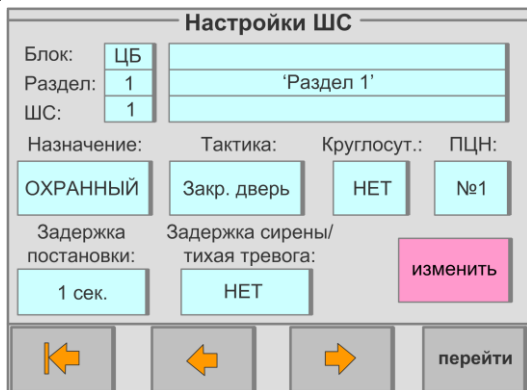 Настройки ШС
Блок: ЦБ
Раздел: 1 ‘Раздел 1’
ШС: 1
Назначение: Тактика: Круглосут.: ПЦН:
ОХРАННЫЙ Закр. дверь НЕТ №1
Задержка Задержка сирены/
постановки: тихая тревога:
1 сек. НЕТ изменить
перейти